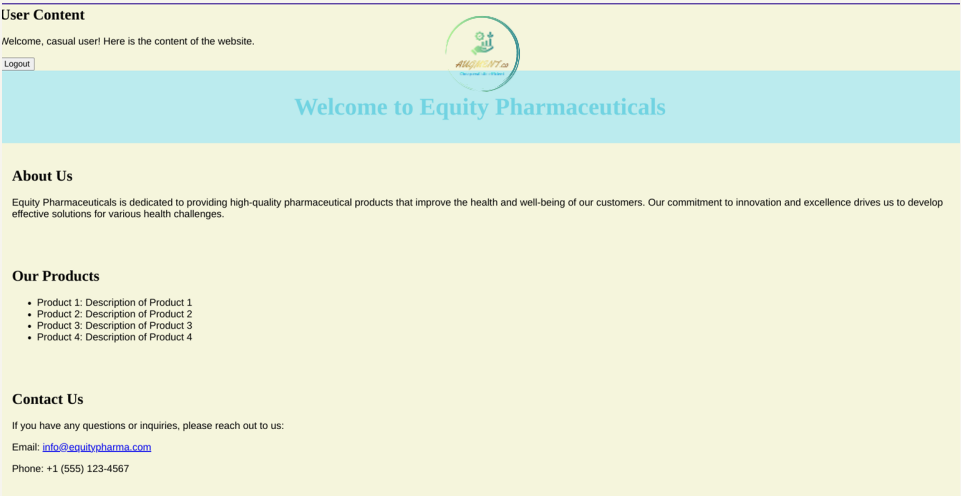 User Content
Welcome, casual user! Here is the content of the website.
Logout
AUGMENT.co
Welcome to Equity Pharmaceuticals
About Us
Equity Pharmaceuticals is dedicated to providing high-quality pharmaceutical products that improve the health and well-being of our customers. Our commitment to innovation and excellence drives us to develop
effective solutions for various health challenges.
Our Products
• Product 1: Description of Product 1
• Product 2: Description of Product 2
• Product 3: Description of Product 3
• Product 4: Description of Product 4
Contact Us
If you have any questions or inquiries, please reach out to us:
Email: info@equitypharma.com
Phone: +1 (555) 123-4567